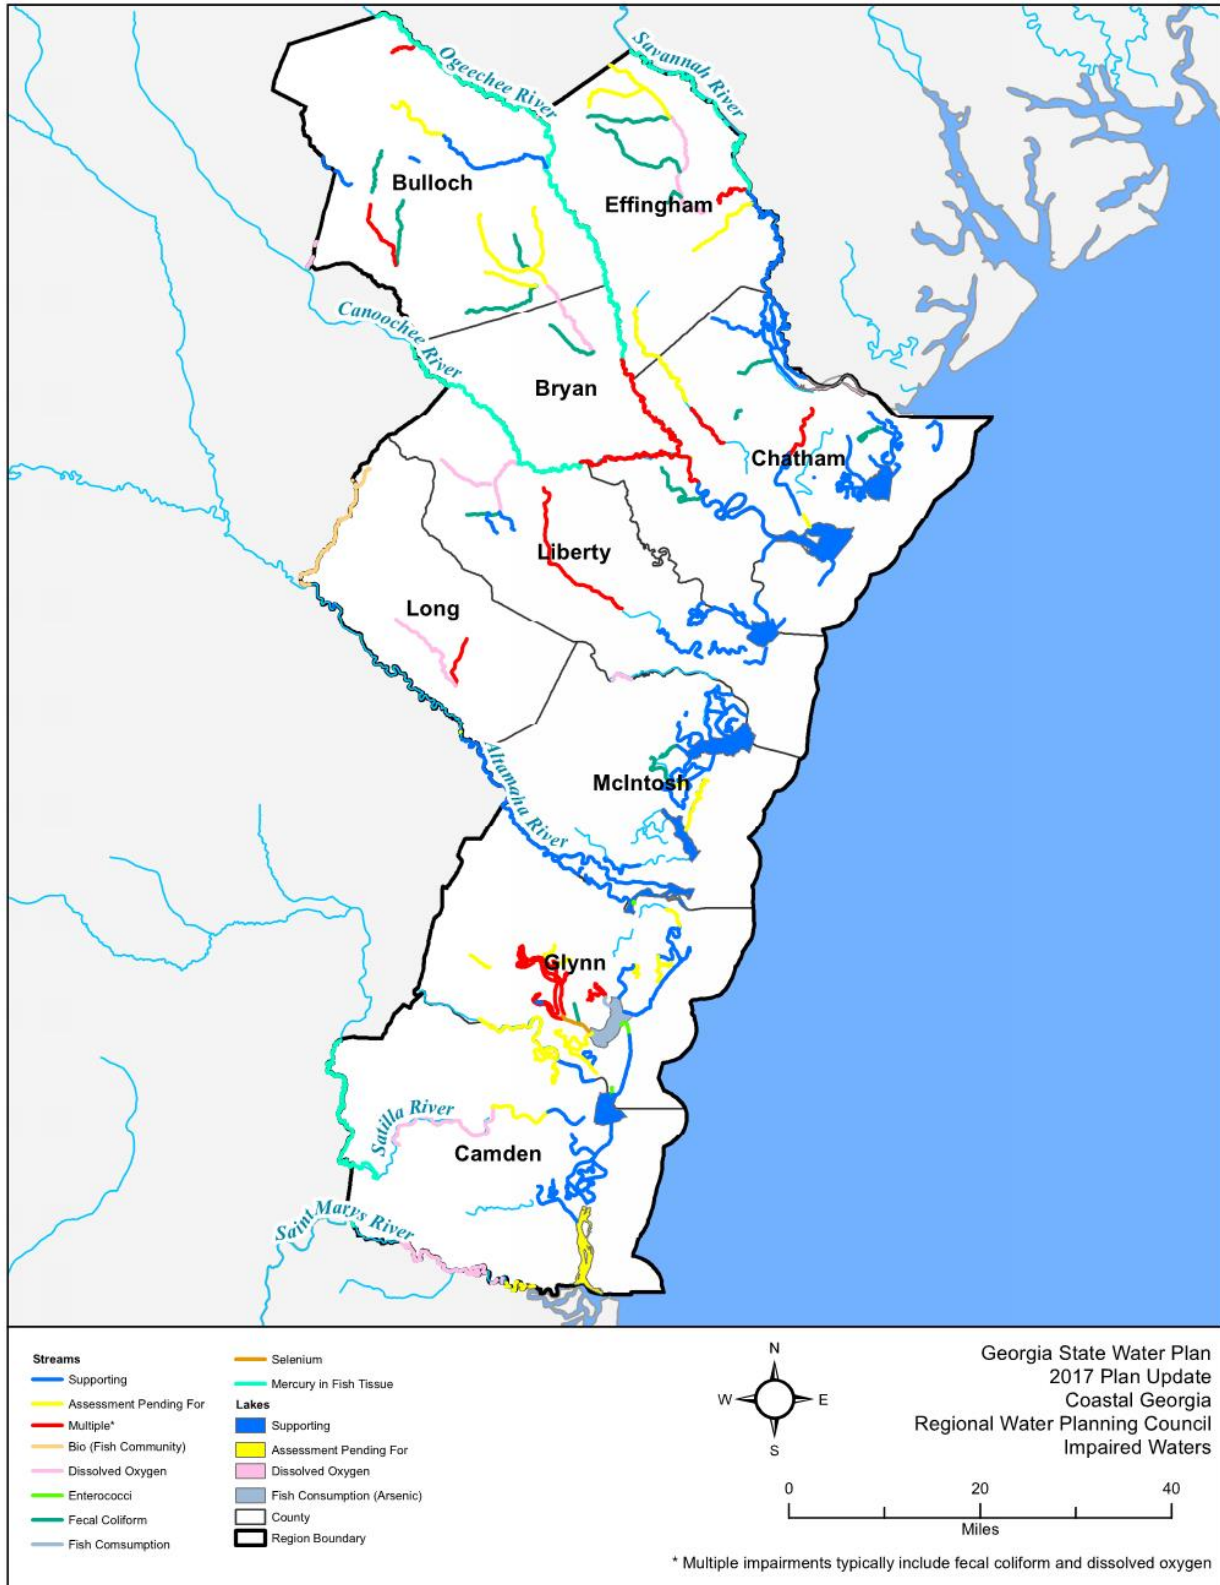 Savannah River
Ogeechee River
Bulloch
Effingham
Canoochee River
Bryan
Chatham
Liberty
Long
Altamaha River
McIntosh
Glynn
Satilla River
Camden
Saint Marys River
Streams
Supporting
Assessment Pending For
Multiple*
Bio (Fish Community)
Dissolved Oxygen
Enterococci
Fecal Coliform
Fish Comsumption
Selenium
Mercury in Fish Tissue
Lakes
Supporting
Assessment Pending For
Dissolved Oxygen
Fish Consumption (Arsenic)
County
Region Boundary
N
W E
S
Georgia State Water Plan
2017 Plan Update
Coastal Georgia
Regional Water Planning Council
Impaired Waters
0 20 40
Miles
* Multiple impairments typically include fecal coliform and dissolved oxygen